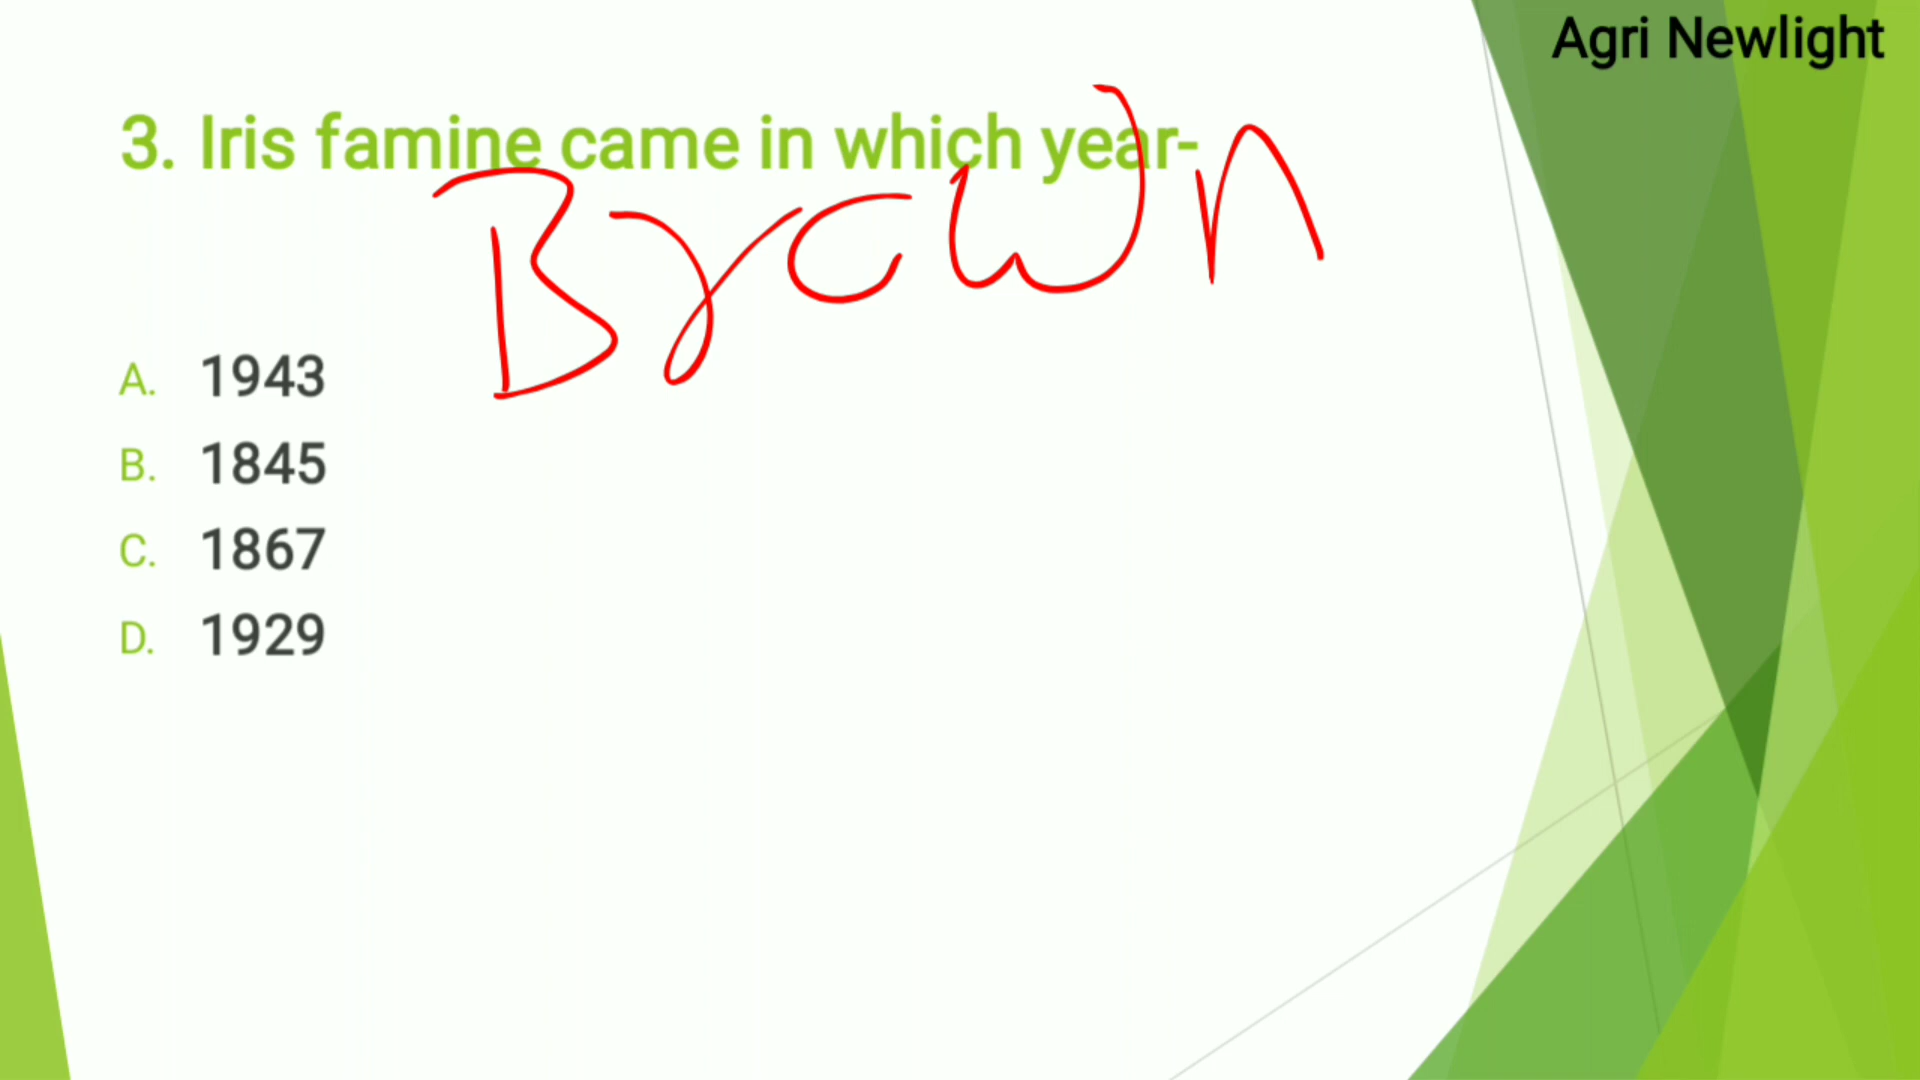 Agri Newlight
3. Iris famine came in which year-
Brown
A. 1943
B. 1845
C. 1867
D. 1929